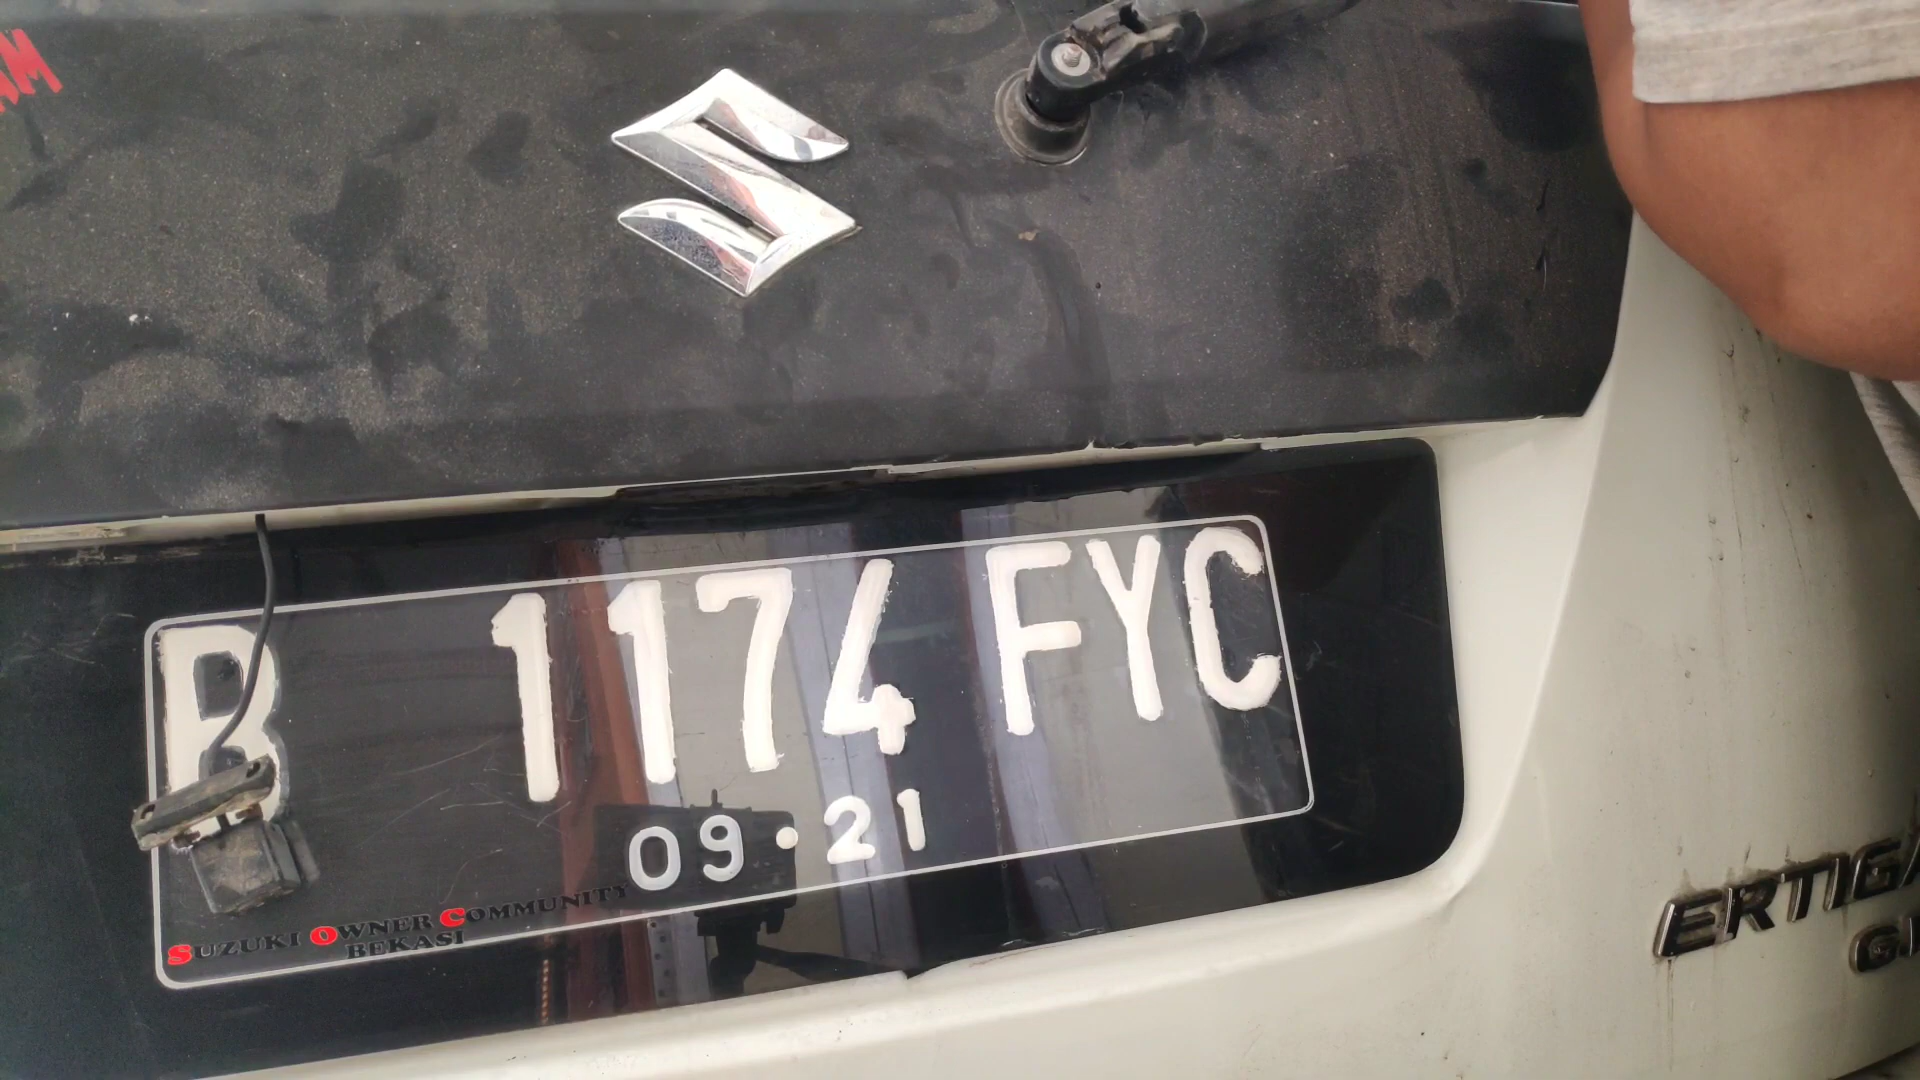 B 1174 FYC
09·21
SUZUKI OWNER COMMUNITY
BEKASI
ERTIGA